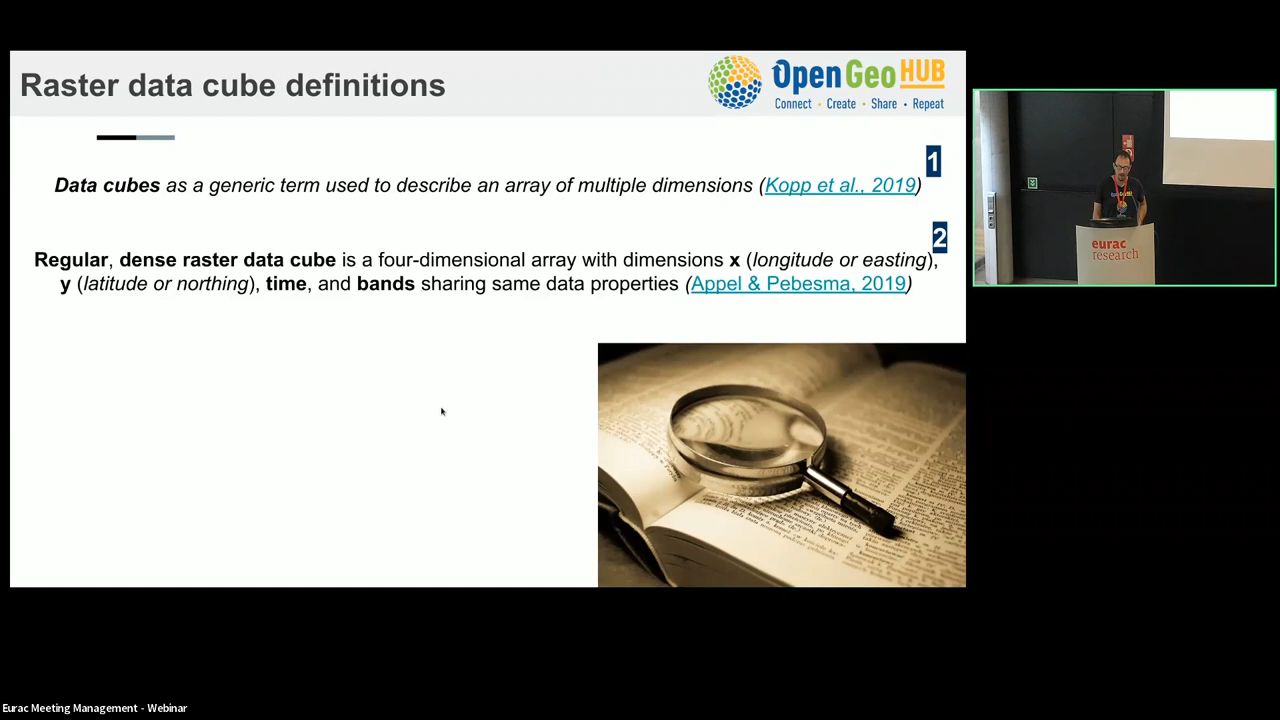 Raster data cube definitions
OpenGeoHUB
Connect • Create • Share • Repeat
1
Data cubes as a generic term used to describe an array of multiple dimensions (Kopp et al., 2019)
2
Regular, dense raster data cube is a four-dimensional array with dimensions x (longitude or easting),
y (latitude or northing), time, and bands sharing same data properties (Appel & Pebesma, 2019)
eurac
research
Eurac Meeting Management - Webinar